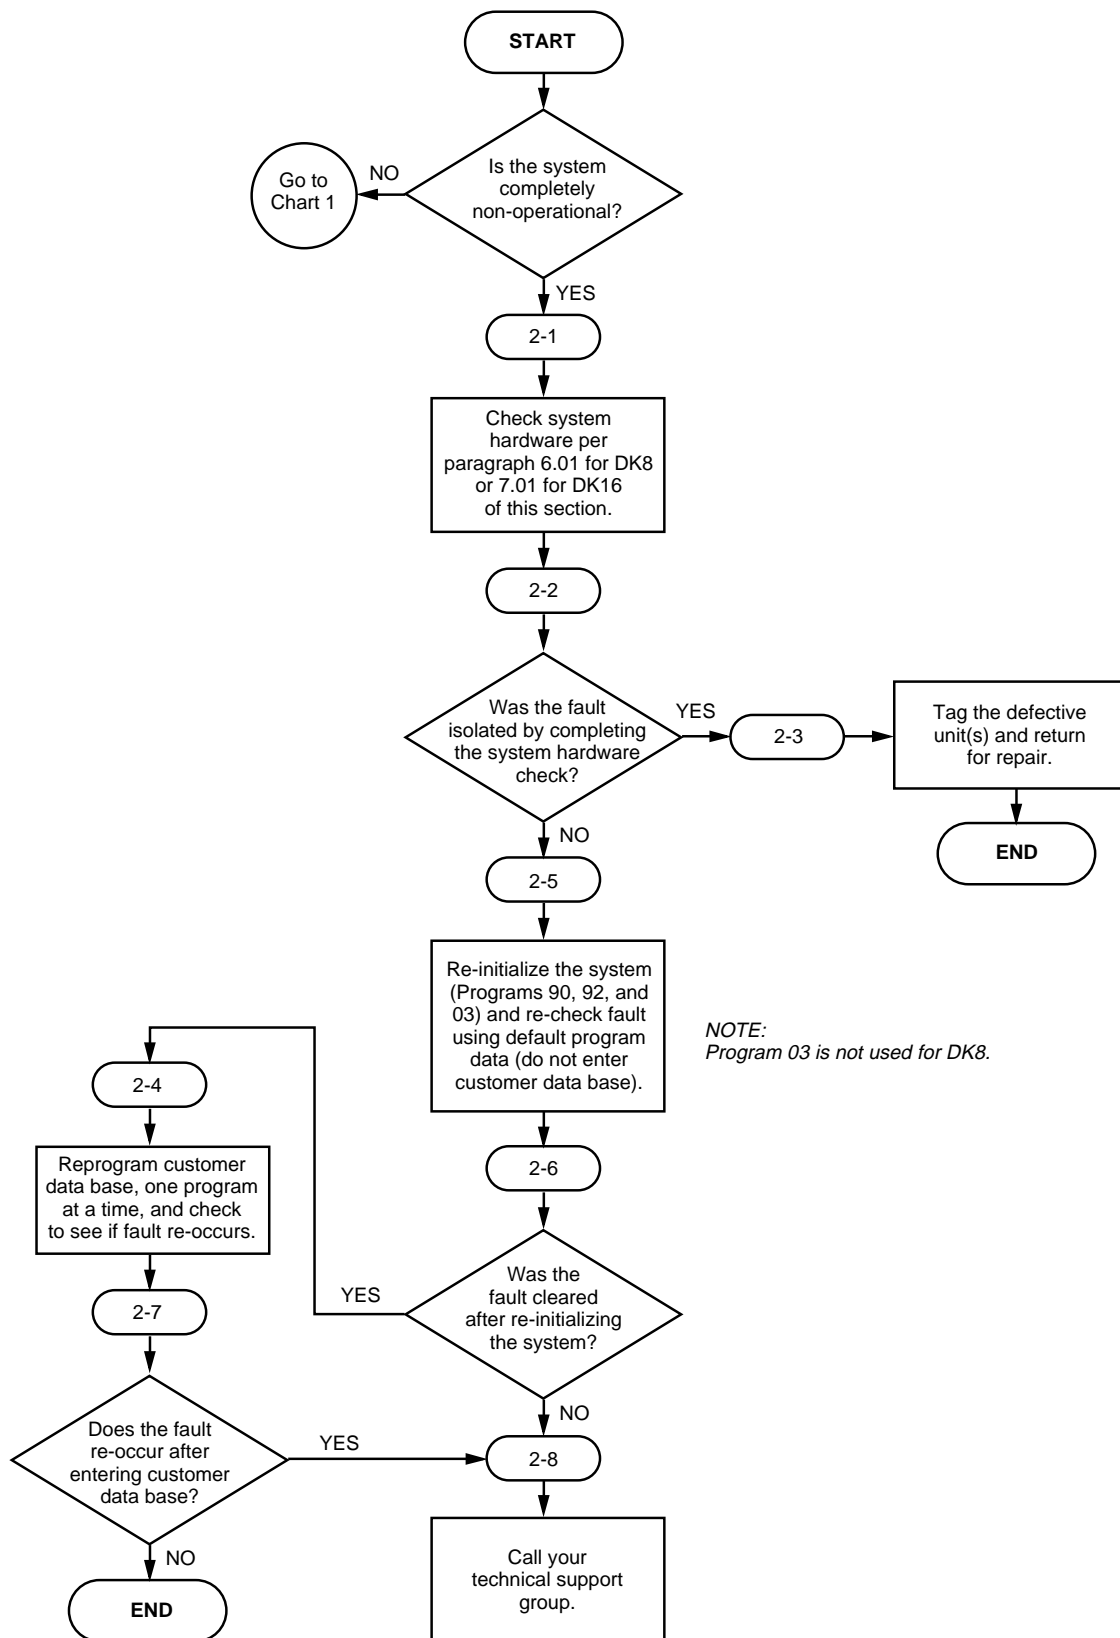 START
Is the system
completely
non-operational?
NO
Go to
Chart 1
YES
2-1
Check system
hardware per
paragraph 6.01 for DK8
or 7.01 for DK16
of this section.
2-2
Was the fault
isolated by completing
the system hardware
check?
YES
2-3
Tag the defective
unit(s) and return
for repair.
END
NO
2-5
Re-initialize the system
(Programs 90, 92, and
03) and re-check fault
using default program
data (do not enter
customer data base).
NOTE:
Program 03 is not used for DK8.
2-6
Was the
fault cleared
after re-initializing
the system?
YES
2-4
Reprogram customer
data base, one program
at a time, and check
to see if fault re-occurs.
2-7
Does the fault
re-occur after
entering customer
data base?
YES
NO
END
NO
2-8
Call your
technical support
group.